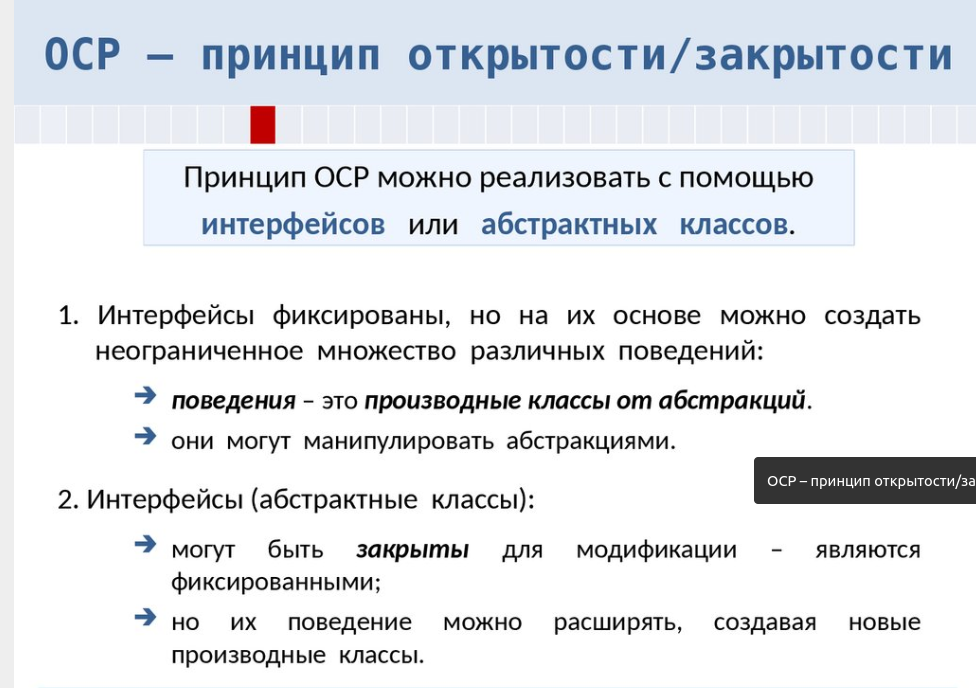 OCP – принцип открытости/закрытости
Принцип OCP можно реализовать с помощью
интерфейсов или абстрактных классов.
1. Интерфейсы фиксированы, но на их основе можно создать
неограниченное множество различных поведений:
➔ поведения – это производные классы от абстракций.
➔ они могут манипулировать абстракциями.
OCP – принцип открытости/за
2. Интерфейсы (абстрактные классы):
➔ могут быть закрыты для модификации – являются
фиксированными;
➔ но их поведение можно расширять, создавая новые
производные классы.